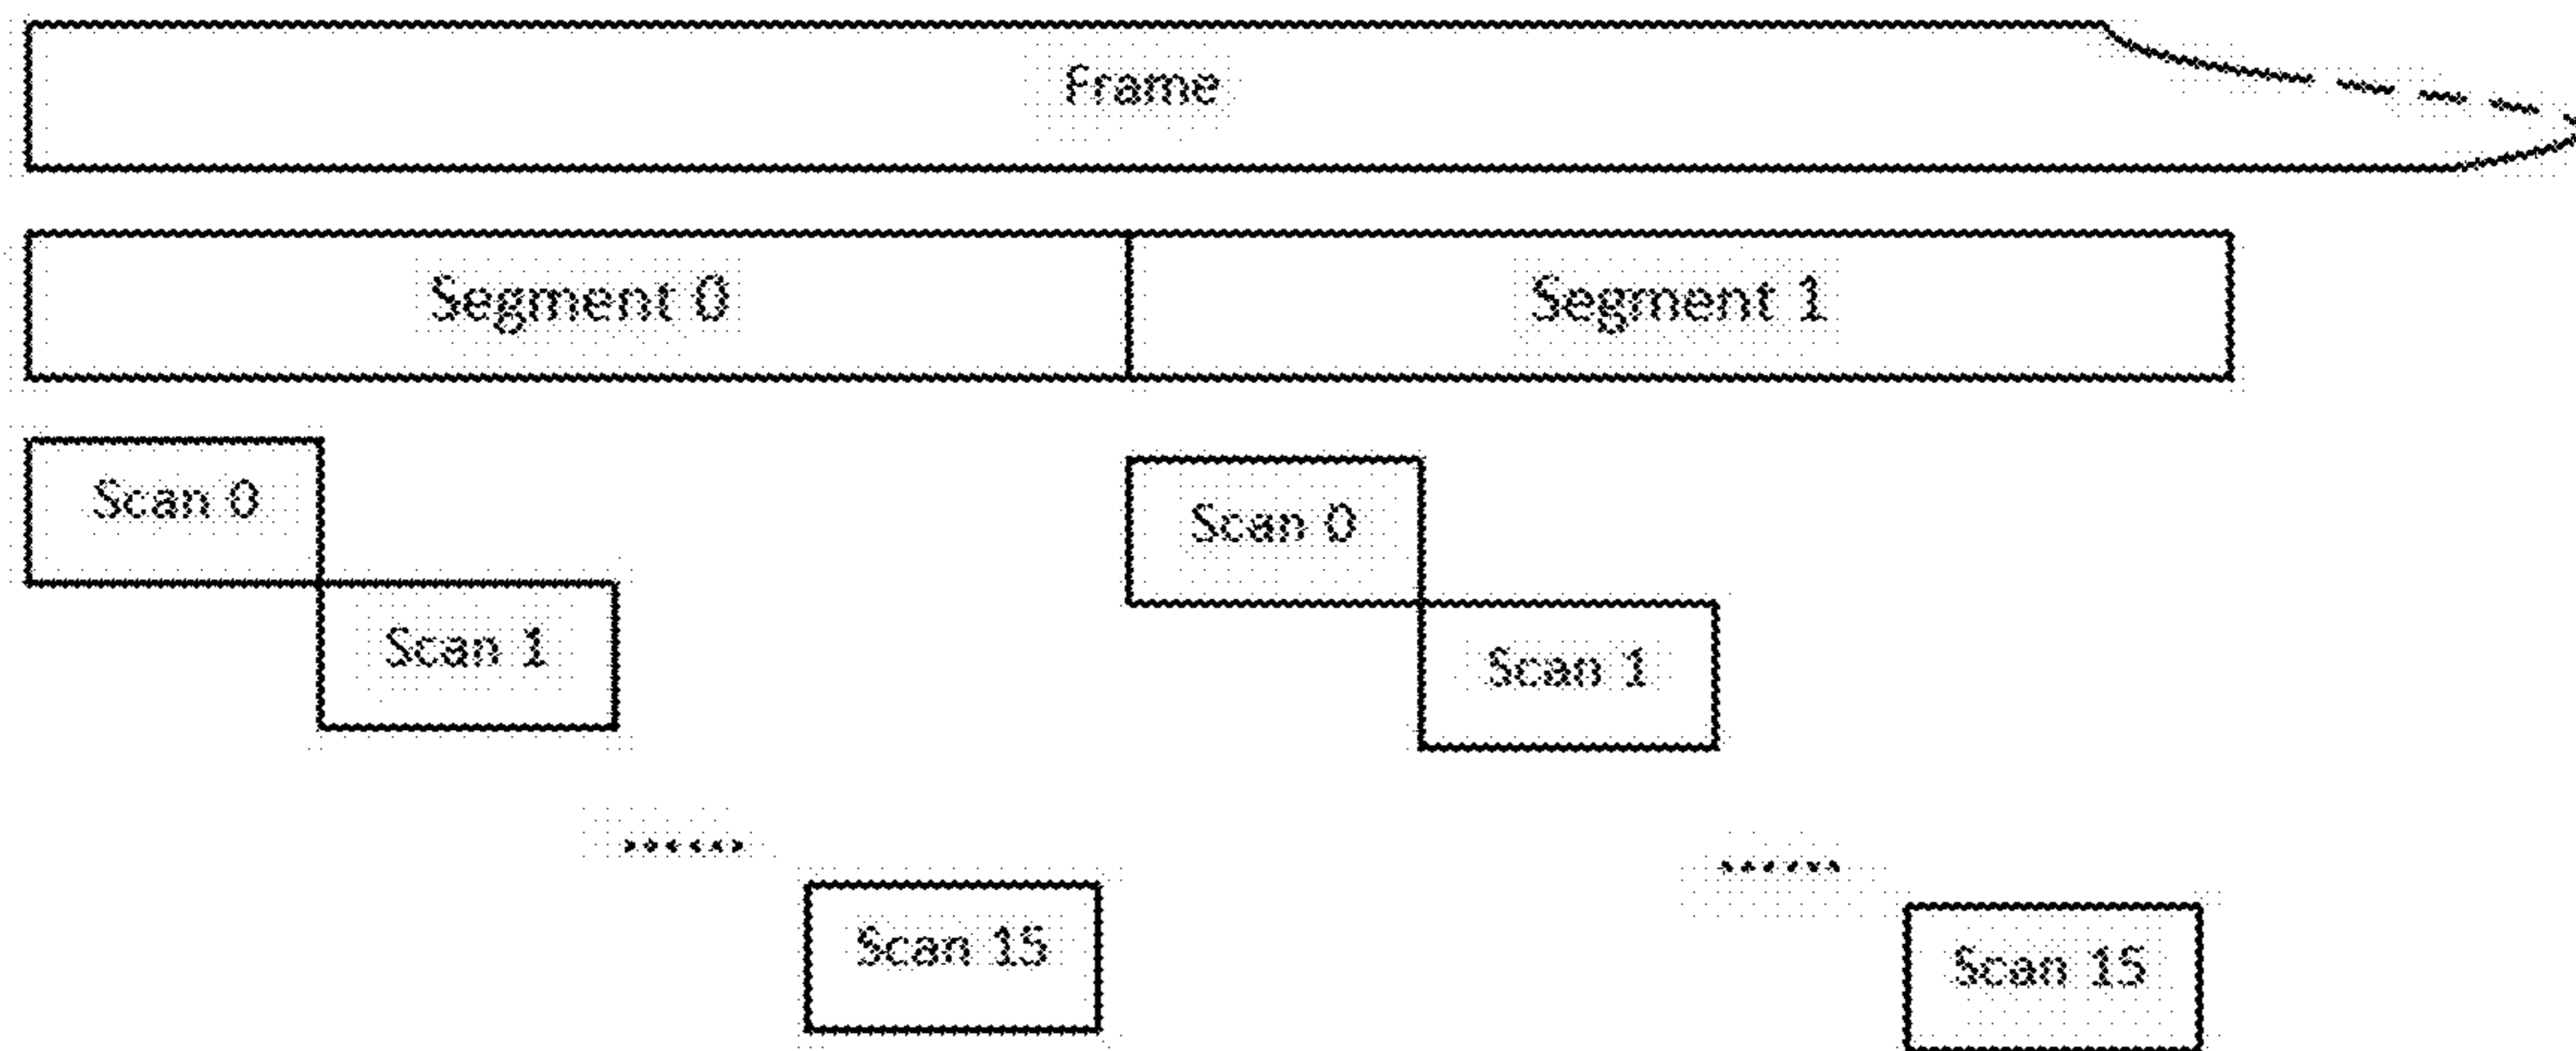 Frame
Segment 0
Segment 1
Scan 0
Scan 0
Scan 1
Scan 1
......
......
Scan 15
Scan 15